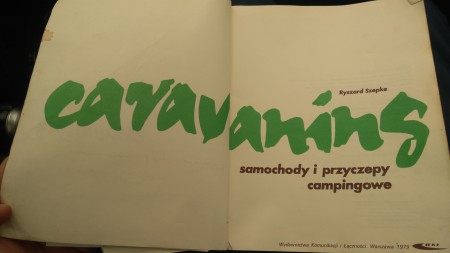 Ryszard Szepke
caravaning
samochody i przyczepy
campingowe
Wydawnictwa Komunikacji i Łączności Warszawa 1979